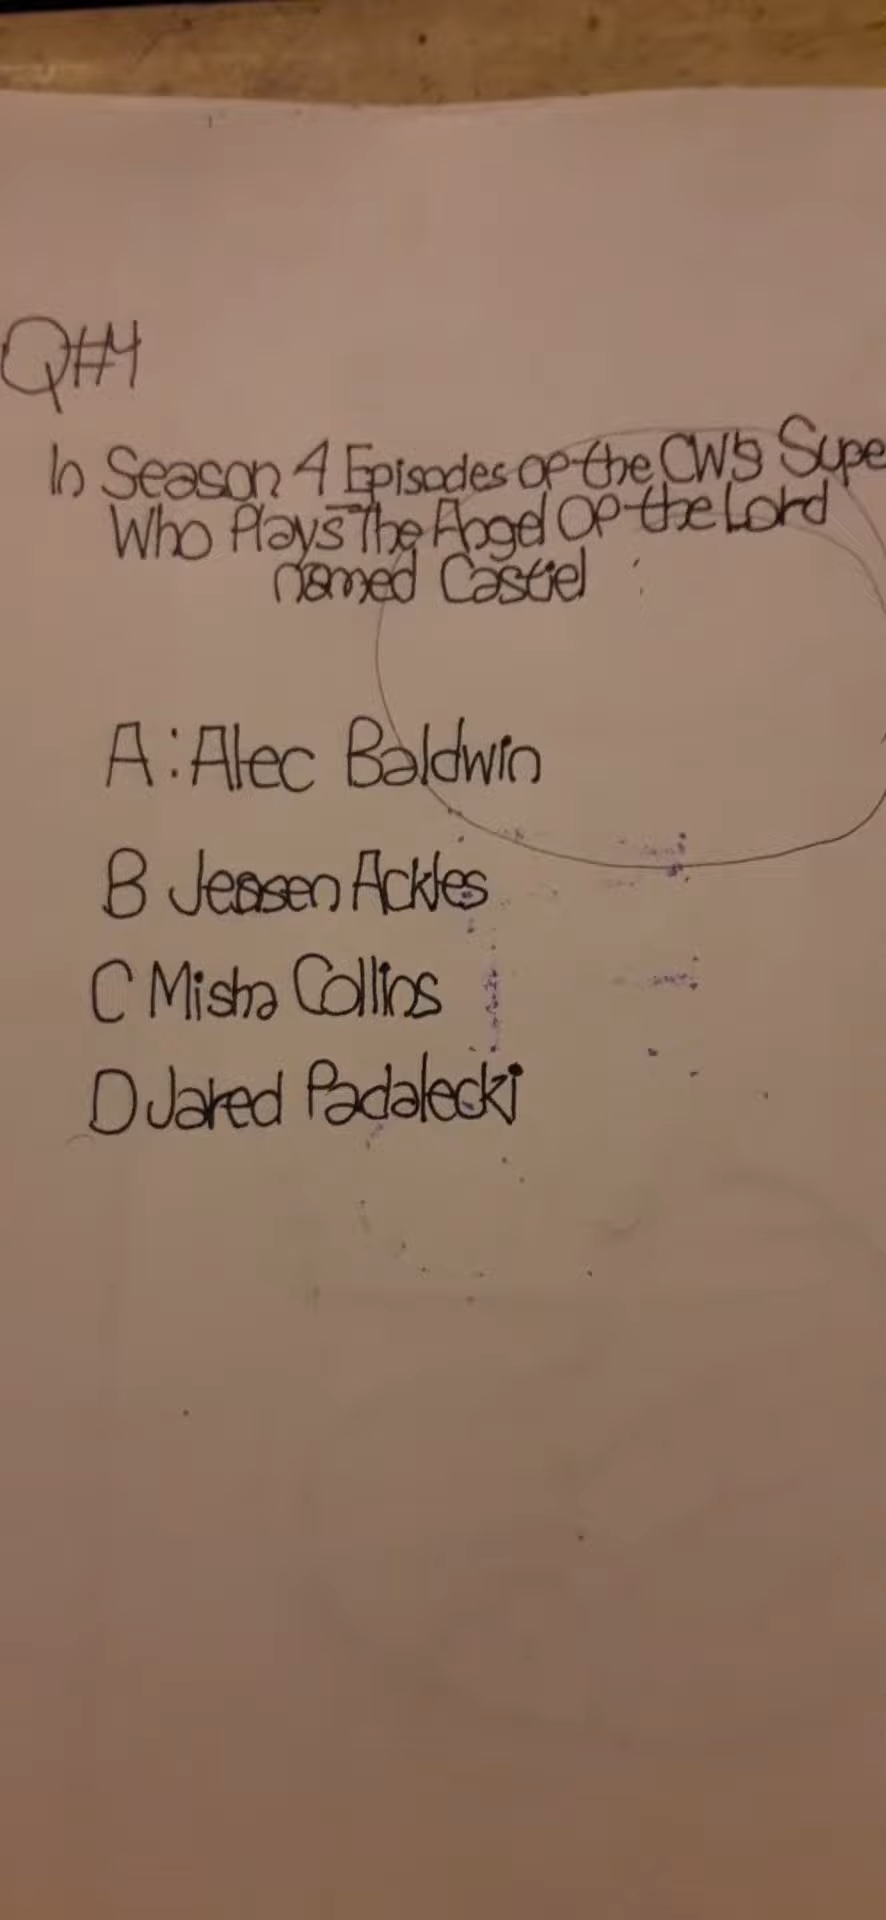 Q#4
In Season 4 Episodes OF the CW's Supe
Who Plays The Angel OF the Lord
named Castiel
A: Alec Baldwin
B Jensen Ackles
C Misha Collins
D Jared Padalecki